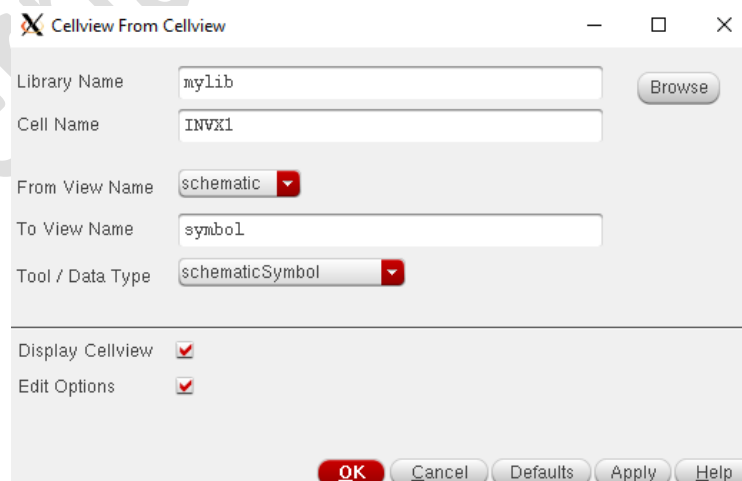 Cellview From Cellview
Library Name mylib Browse
Cell Name INVX1
From View Name schematic
To View Name symbol
Tool / Data Type schematicSymbol
Display Cellview
Edit Options
OK Cancel Defaults Apply Help